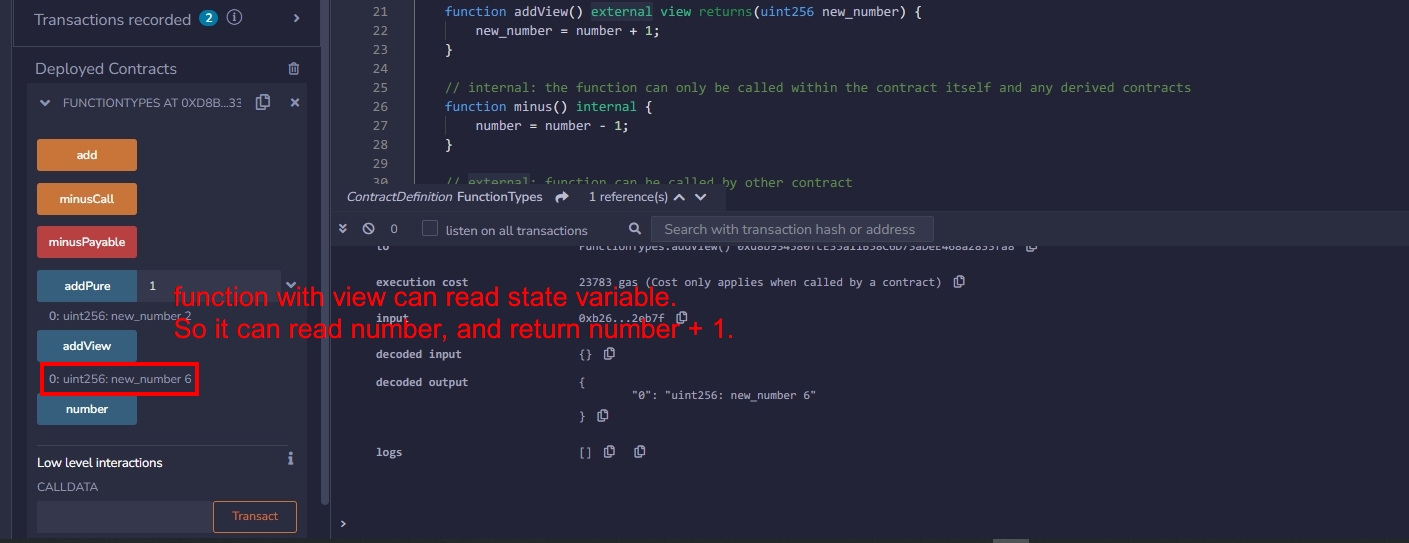 Transactions recorded 2
Deployed Contracts
FUNCTIONTYPES AT 0XD8B...33
add
minusCall
minusPayable
addPure 1
0: uint256: new_number 2
addView
0: uint256: new_number 6
number
Low level interactions
CALLDATA
Transact
21 function addView() external view returns(uint256 new_number) {
22 new_number = number + 1;
23 }
24
25 // internal: the function can only be called within the contract itself and any derived contracts
26 function minus() internal {
27 number = number - 1;
28 }
29
30 // external: function can be called by other contract
ContractDefinition FunctionTypes 1 reference(s)
0 listen on all transactions Search with transaction hash or address
to FunctionTypes.addView()
execution cost 23783 gas (Cost only applies when called by a contract)
function with view can read state variable.
input 0xb26...2eb7f
So it can read number, and return number + 1.
decoded input {}
decoded output {
"0": "uint256: new_number 6"
}
logs []
>